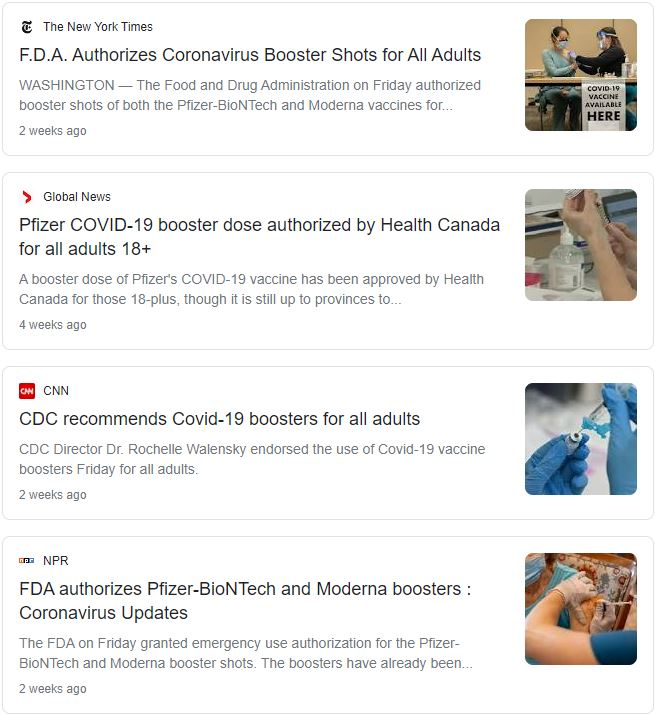 The New York Times
F.D.A. Authorizes Coronavirus Booster Shots for All Adults
WASHINGTON — The Food and Drug Administration on Friday authorized
booster shots of both the Pfizer-BioNTech and Moderna vaccines for...
2 weeks ago
COVID-19
VACCINE
AVAILABLE
HERE
Global News
Pfizer COVID-19 booster dose authorized by Health Canada
for all adults 18+
A booster dose of Pfizer's COVID-19 vaccine has been approved by Health
Canada for those 18-plus, though it is still up to provinces to...
4 weeks ago
CNN
CNN
CDC recommends Covid-19 boosters for all adults
CDC Director Dr. Rochelle Walensky endorsed the use of Covid-19 vaccine
boosters Friday for all adults.
2 weeks ago
npr
NPR
FDA authorizes Pfizer-BioNTech and Moderna boosters :
Coronavirus Updates
The FDA on Friday granted emergency use authorization for the Pfizer-
BioNTech and Moderna booster shots. The boosters have already been...
2 weeks ago